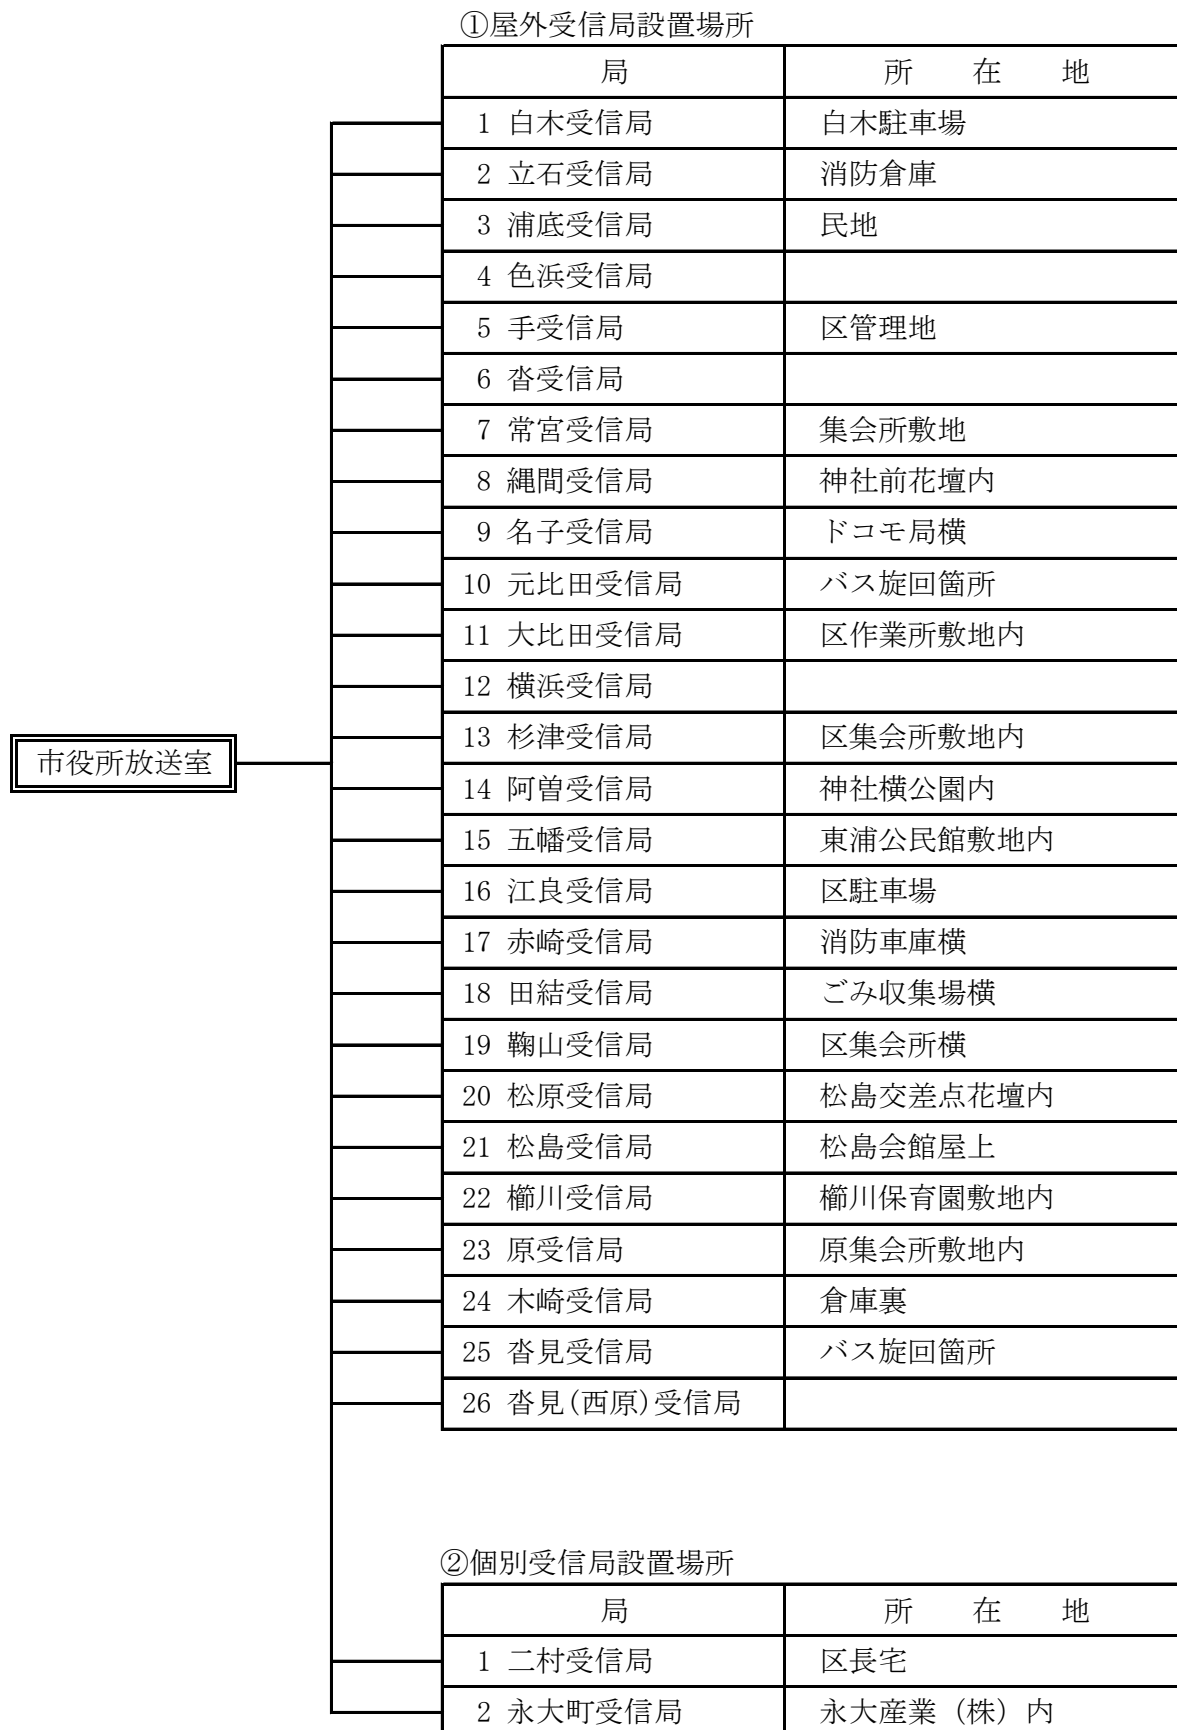 ①屋外受信局設置場所
局 所 在 地
1 白木受信局 白木駐車場
2 立石受信局 消防倉庫
3 浦底受信局 民地
4 色浜受信局
5 手受信局 区管理地
6 沓受信局
7 常宮受信局 集会所敷地
8 縄間受信局 神社前花壇内
9 名子受信局 ドコモ局横
10 元比田受信局 バス旋回箇所
11 大比田受信局 区作業所敷地内
12 横浜受信局
13 杉津受信局 区集会所敷地内
市役所放送室
14 阿曽受信局 神社横公園内
15 五幡受信局 東浦公民館敷地内
16 江良受信局 区駐車場
17 赤崎受信局 消防車庫横
18 田結受信局 ごみ収集場横
19 鞠山受信局 区集会所横
20 松原受信局 松島交差点花壇内
21 松島受信局 松島会館屋上
22 櫛川受信局 櫛川保育園敷地内
23 原受信局 原集会所敷地内
24 木崎受信局 倉庫裏
25 沓見受信局 バス旋回箇所
26 沓見(西原)受信局
②個別受信局設置場所
局 所 在 地
1 二村受信局 区長宅
2 永大町受信局 永大産業（株）内